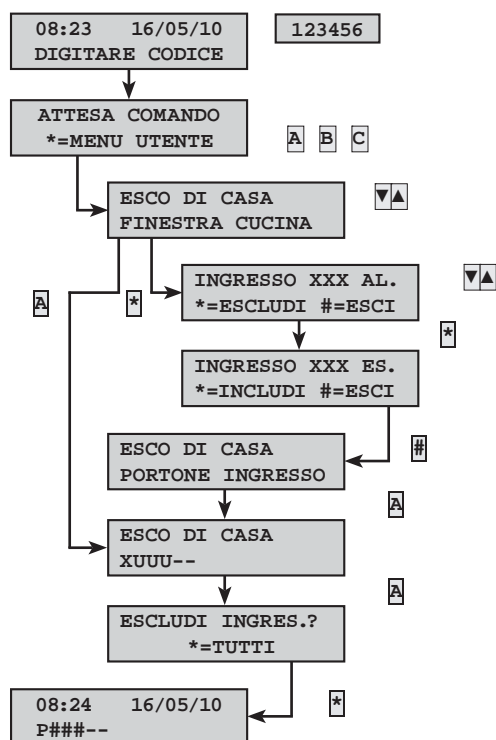 08:23 16/05/10
DIGITARE CODICE
123456
ATTESA COMANDO
*=MENU UTENTE
A B C
ESCO DI CASA
FINESTRA CUCINA
▼▲
A
*
INGRESSO XXX AL.
*=ESCLUDI #=ESCI
▼▲
*
INGRESSO XXX ES.
*=INCLUDI #=ESCI
#
ESCO DI CASA
PORTONE INGRESSO
A
ESCO DI CASA
XUUU--
A
ESCLUDI INGRES.?
*=TUTTI
*
08:24 16/05/10
P###--